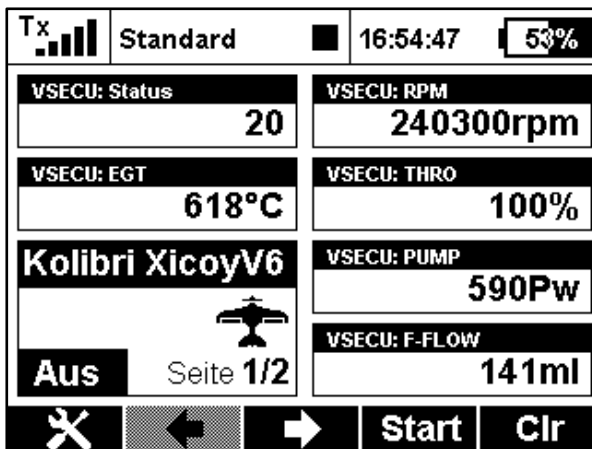 Tx Standard 16:54:47 53%
VSECU: Status
20
VSECU: RPM
240300rpm
VSECU: EGT
618°C
VSECU: THRO
100%
Kolibri XicoyV6
Aus Seite 1/2
VSECU: PUMP
590Pw
VSECU: F-FLOW
141ml
Start Clr